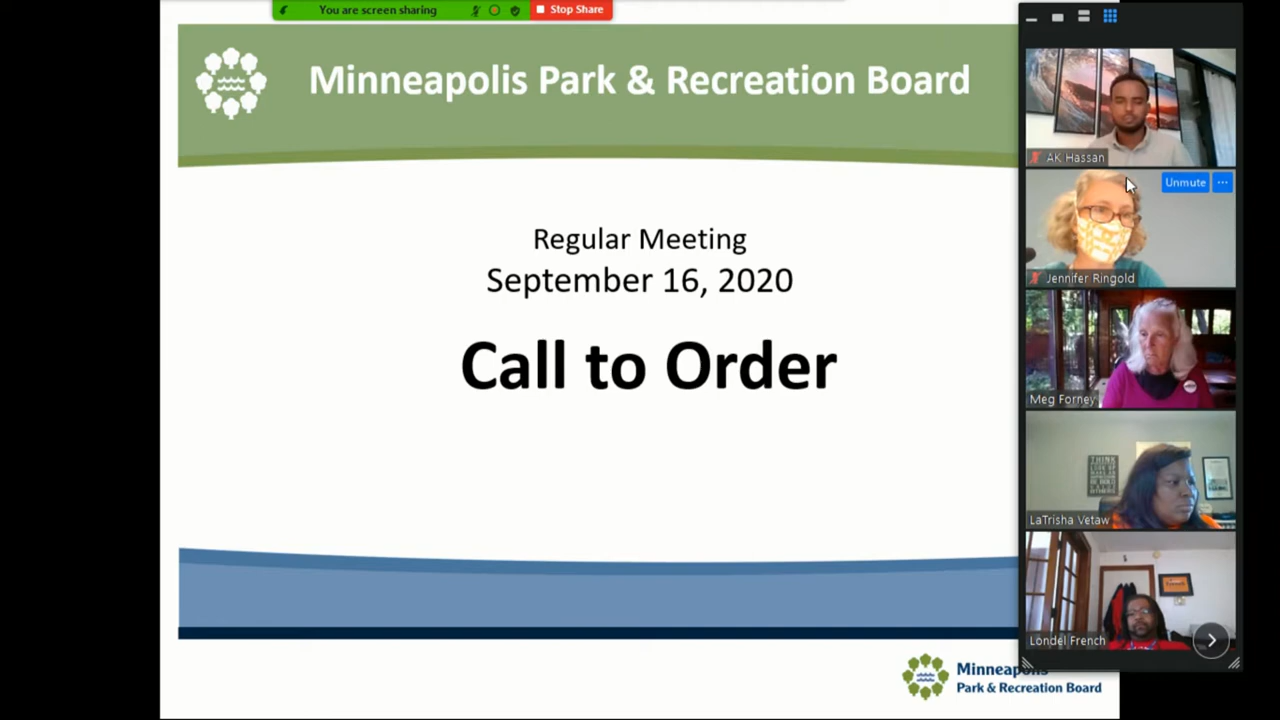 You are screen sharing
Stop Share
Minneapolis Park & Recreation Board
Regular Meeting
September 16, 2020
Call to Order
Minneapolis
Park & Recreation Board
AK Hassan
Unmute
Jennifer Ringold
Meg Forney
LaTrisha Vetaw
THINK
Londel French